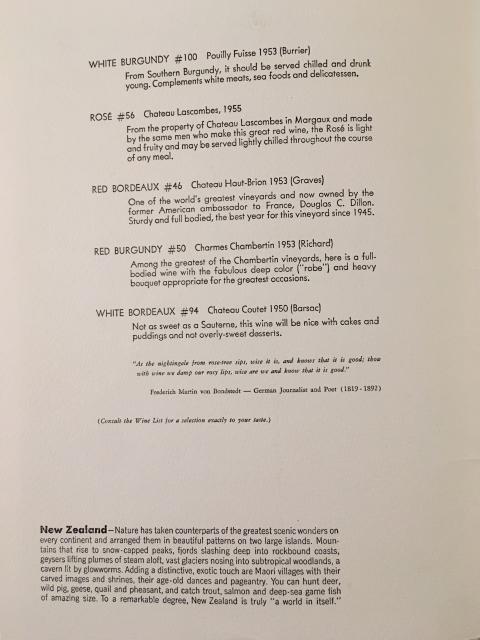 WHITE BURGUNDY #100 Pouilly Fuisse 1953 (Burrier)
From Southern Burgundy, it should be served chilled and drunk
young. Complements white meats, sea foods and delicatessen.
ROSÉ #56 Chateau Lascombes, 1955
From the property of Chateau Lascombes in Margaux and made
by the same men who make this great red wine, the Rosé is light
and fruity and may be served lightly chilled throughout the course
of any meal.
RED BORDEAUX #46 Chateau Haut-Brion 1953 (Graves)
One of the world's greatest vineyards and now owned by the
former American ambassador to France, Douglas C. Dillon.
Sturdy and full bodied, the best year for this vineyard since 1945.
RED BURGUNDY #50 Charmes Chambertin 1953 (Richard)
Among the greatest of the Chambertin vineyards, here is a full-
bodied wine with the fabulous deep color ("robe") and heavy
bouquet appropriate for the greatest occasions.
WHITE BORDEAUX #94 Chateau Coutet 1950 (Barsac)
Not as sweet as a Sauterne, this wine will be nice with cakes and
puddings and not overly-sweet desserts.
"As the nightingale from rose-tree sips, wise it is, and knows that it is good; thou
with wine we damp our rosy lips, wise are we and know that it is good."
Frederich Martin von Bondstedt — German Journalist and Poet (1819-1892)
(Consult the Wine List for a selection exactly to your taste.)
New Zealand—Nature has taken counterparts of the greatest scenic wonders on
every continent and arranged them in beautiful patterns on two large islands. Moun-
tains that rise to snow-capped peaks, fjords slashing deep into rockbound coasts,
geysers lifting plumes of steam aloft, vast glaciers nosing into subtropical woodlands, a
cavern lit by glowworms. Adding a distinctive, exotic touch are Maori villages with their
carved images and shrines, their age-old dances and pageantry. You can hunt deer,
wild pig, geese, quail and pheasant, and catch trout, salmon and deep-sea game fish
of amazing size. To a remarkable degree, New Zealand is truly "a world in itself."